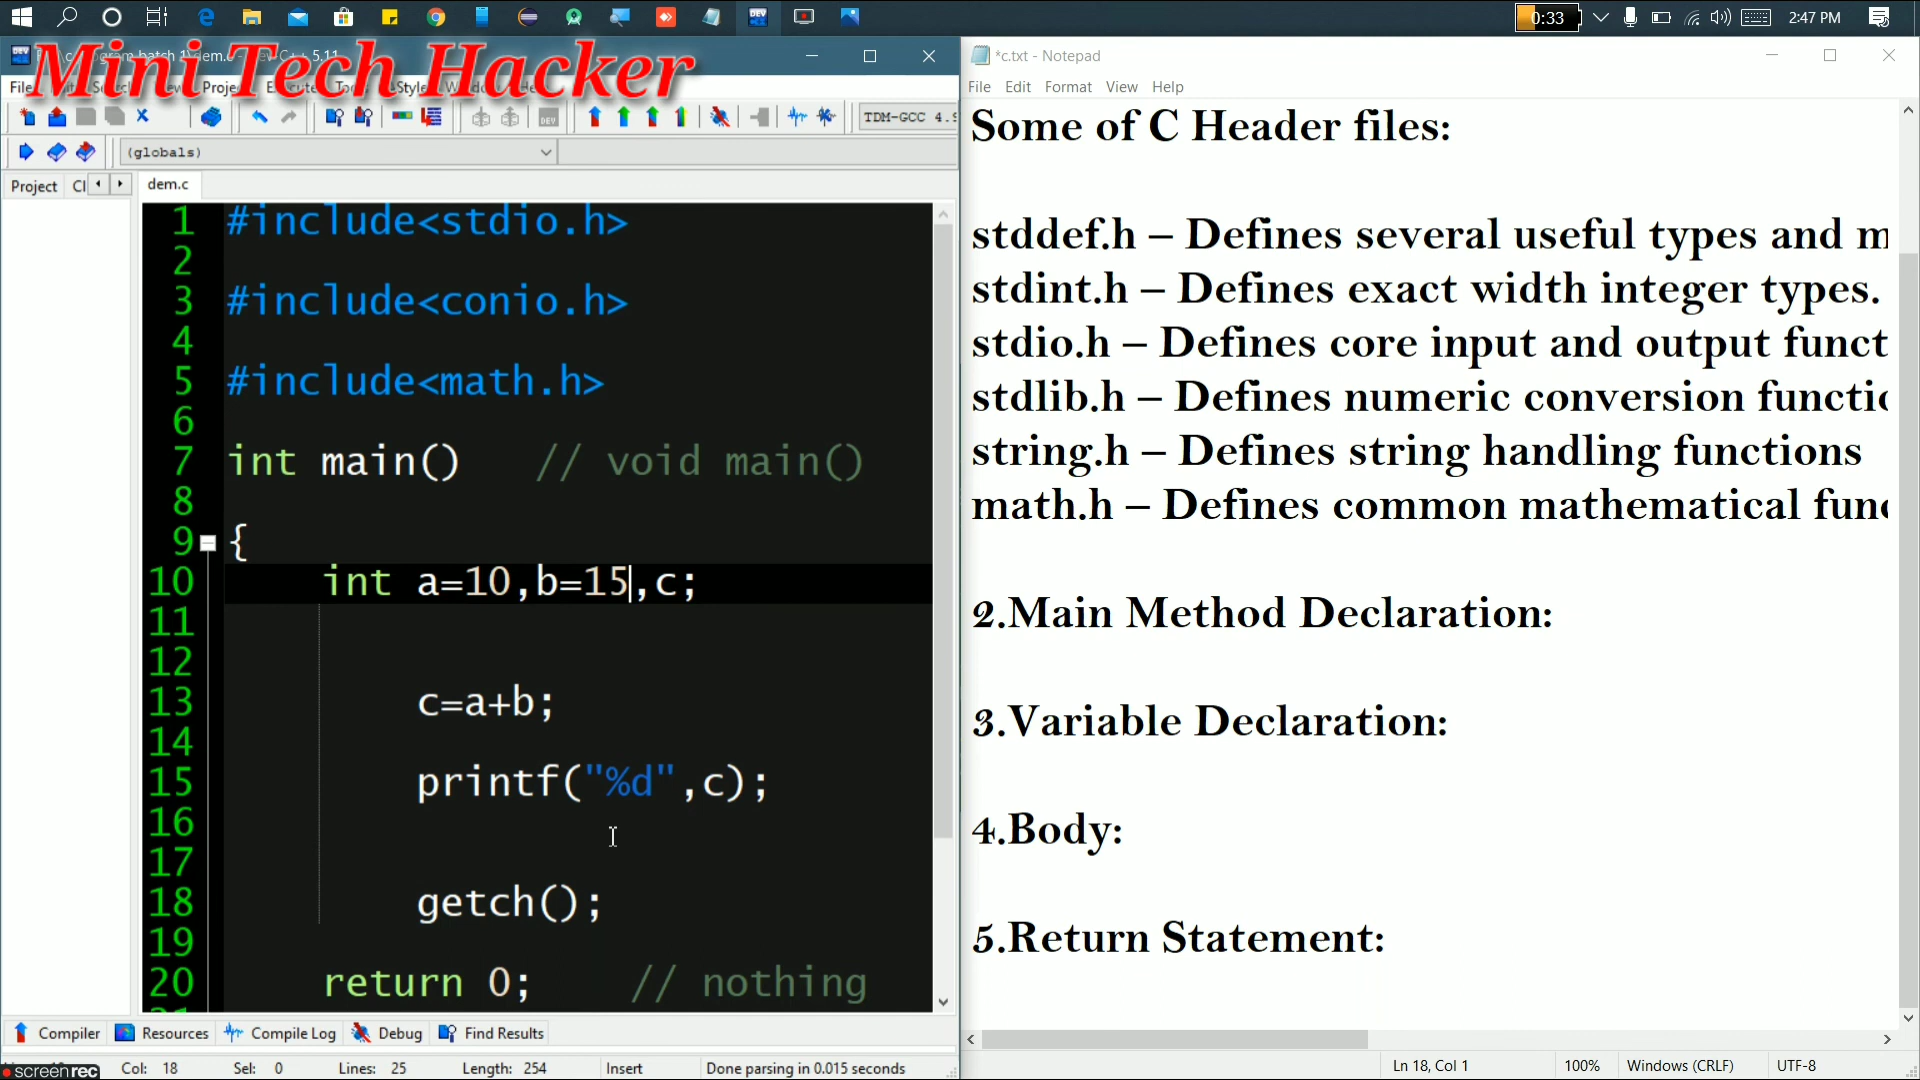 0:33
2:47 PM
Mini Tech Hacker
5.11
File
TDM-GCC 4.9
(globals)
Project
dem.c
1 #include<stdio.h>
2
3 #include<conio.h>
4
5 #include<math.h>
6
7 int main() // void main()
8
9 {
10 int a=10,b=15,c;
11
12
13 c=a+b;
14
15 printf("%d",c);
16
17
18 getch();
19
20 return 0; // nothing
Compiler Resources Compile Log Debug Find Results
screenrec Col: 18 Sel: 0 Lines: 25 Length: 254 Insert Done parsing in 0.015 seconds
*c.txt - Notepad
File Edit Format View Help
Some of C Header files:
stddef.h – Defines several useful types and m
stdint.h – Defines exact width integer types.
stdio.h – Defines core input and output funct
stdlib.h – Defines numeric conversion functio
string.h – Defines string handling functions
math.h – Defines common mathematical func
2.Main Method Declaration:
3.Variable Declaration:
4.Body:
5.Return Statement:
Ln 18, Col 1 100% Windows (CRLF) UTF-8